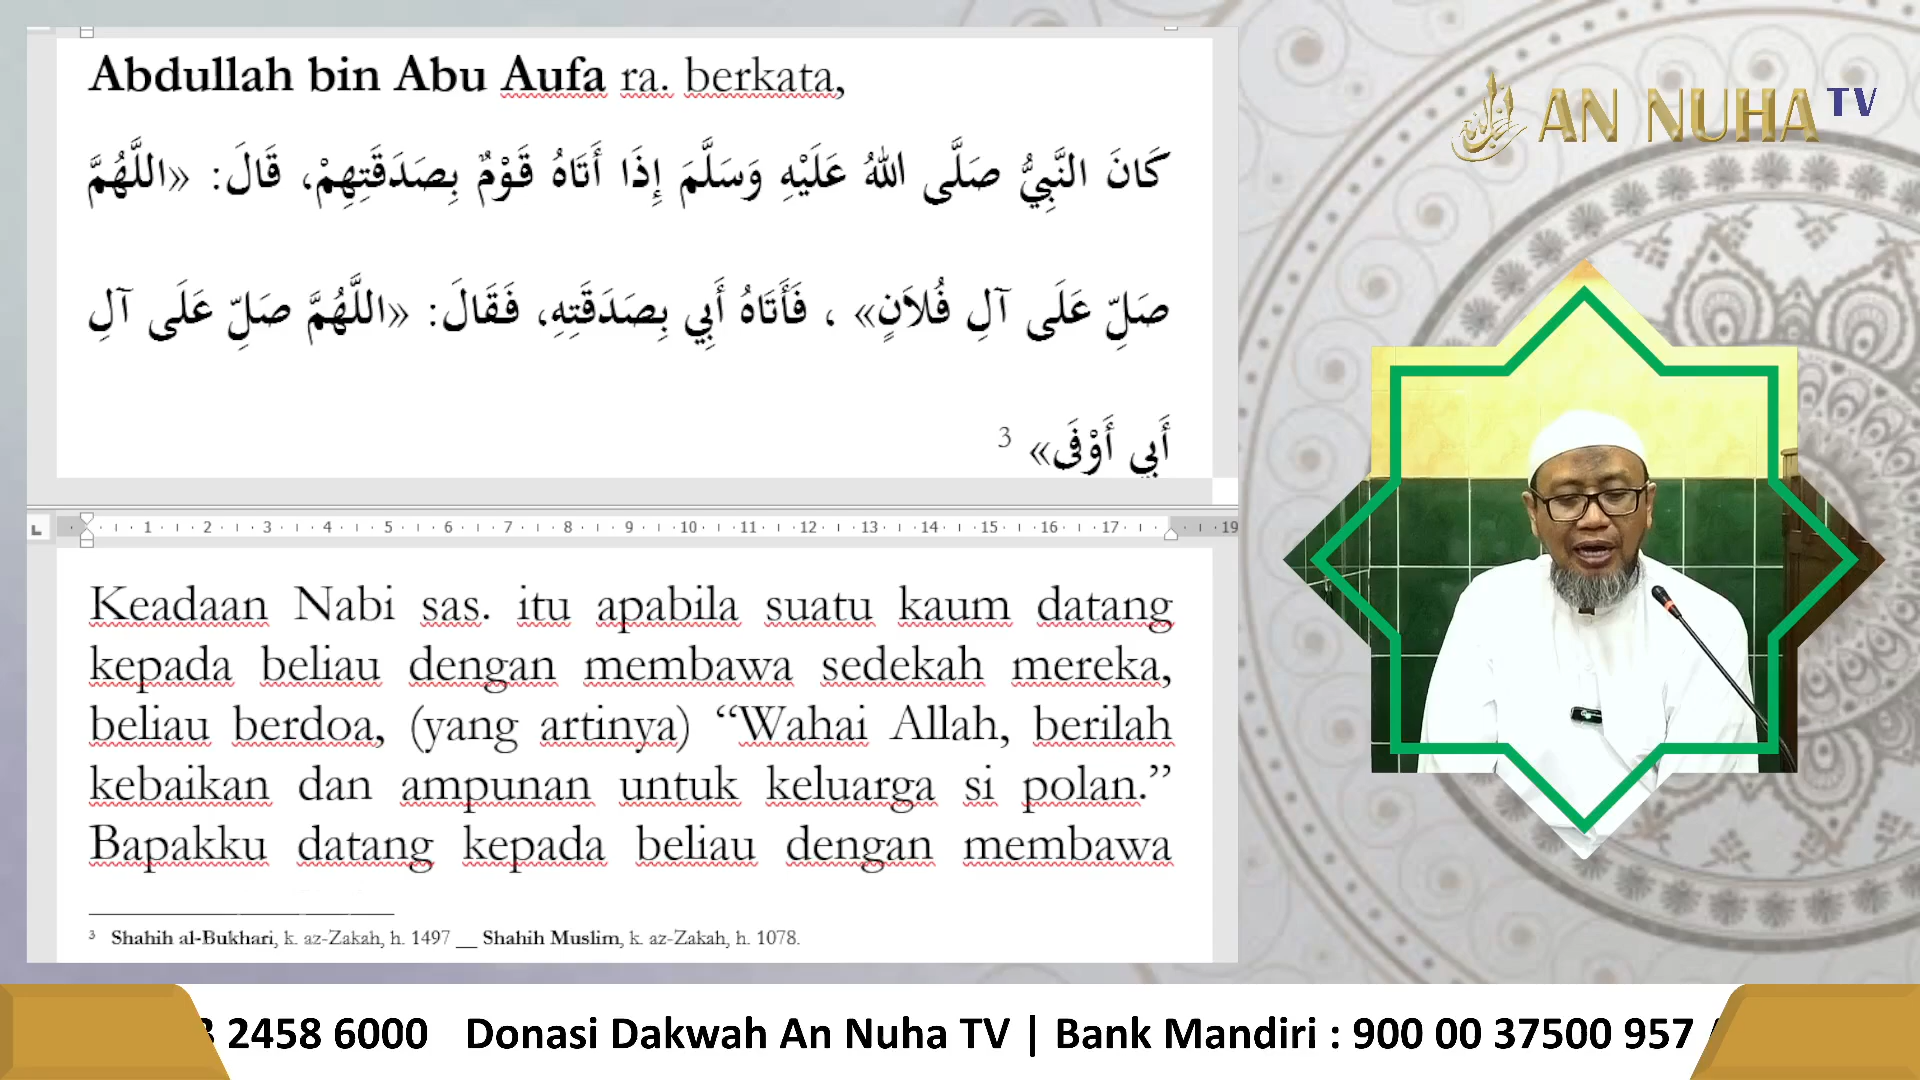 Abdullah bin Abu Aufa ra. berkata,
كَانَ النَّبِيُّ صَلَّى اللهُ عَلَيْهِ وَسَلَّمَ إِذَا أَتَاهُ قَوْمٌ بِصَدَقَتِهِمْ، قَالَ: «اللَّهُمَّ
صَلِّ عَلَى آلِ فُلاَنٍ» ، فَأَتَاهُ أَبِي بِصَدَقَتِهِ، فَقَالَ: «اللَّهُمَّ صَلِّ عَلَى آلِ
أَبِي أَوْفَى» 3
1 2 3 4 5 6 7 8 9 10 11 12 13 14 15 16 17 19
Keadaan Nabi sas. itu apabila suatu kaum datang
kepada beliau dengan membawa sedekah mereka,
beliau berdoa, (yang artinya) “Wahai Allah, berilah
kebaikan dan ampunan untuk keluarga si polan.”
Bapakku datang kepada beliau dengan membawa
3 Shahih al-Bukhari, k. az-Zakah, h. 1497 __ Shahih Muslim, k. az-Zakah, h. 1078.
AN NUHA TV
2458 6000 Donasi Dakwah An Nuha TV | Bank Mandiri : 900 00 37500 957